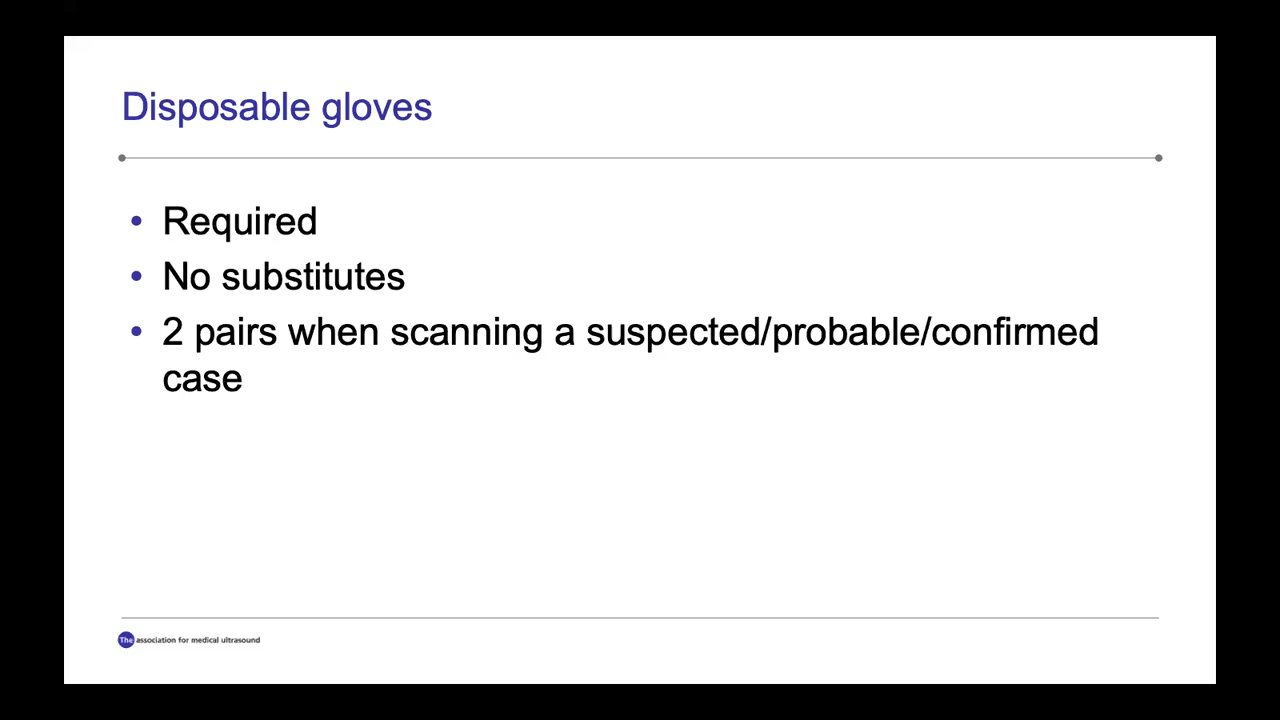 Disposable gloves
• Required
• No substitutes
• 2 pairs when scanning a suspected/probable/confirmed
case
The association for medical ultrasound